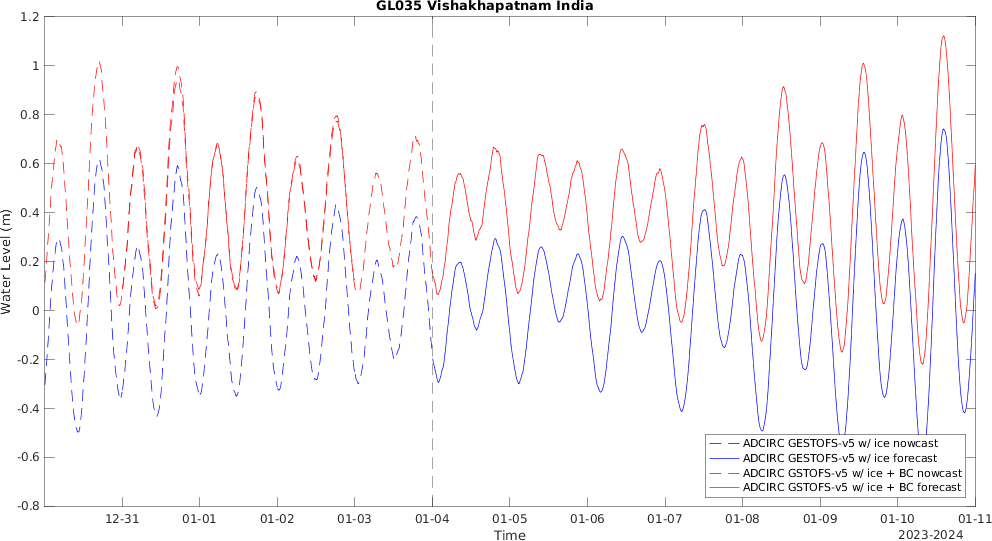 GL035 Vishakhapatnam India
1.2
1
0.8
0.6
0.4
0.2
0
-0.2
-0.4
-0.6
-0.8
Water Level (m)
ADCIRC GESTOFS-v5 w/ ice nowcast
ADCIRC GESTOFS-v5 w/ ice forecast
ADCIRC GSTOFS-v5 w/ ice + BC nowcast
ADCIRC GSTOFS-v5 w/ ice + BC forecast
12-31 01-01 01-02 01-03 01-04 01-05 01-06 01-07 01-08 01-09 01-10 01-11
Time
2023-2024